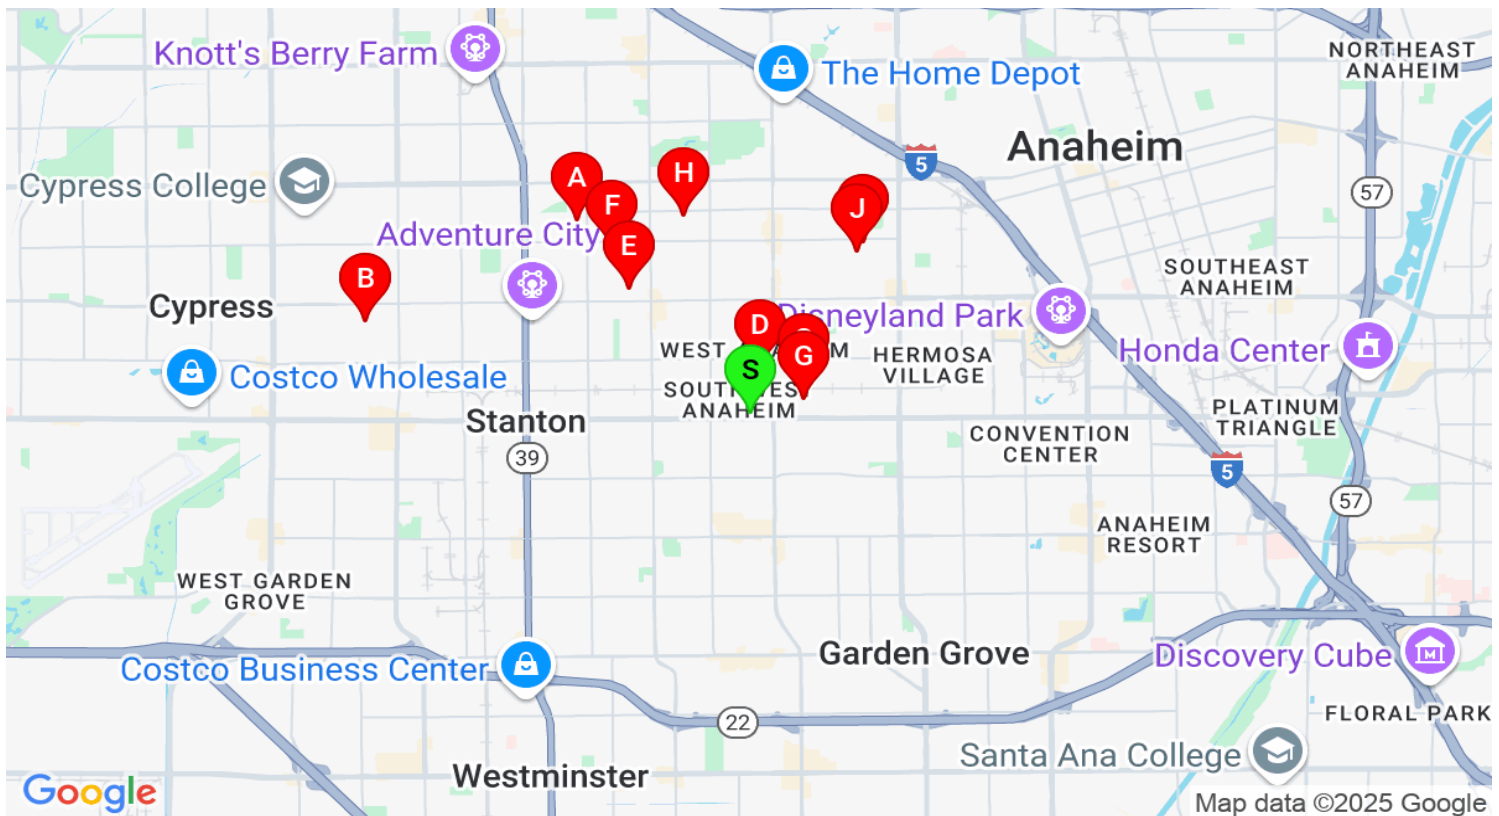 Knott's Berry Farm
The Home Depot
NORTHEAST
ANAHEIM
Anaheim
5
57
Cypress College
A
H
F
J
Adventure City
E
B
Cypress
SOUTHEAST
ANAHEIM
D
Disneyland Park
WEST
M
G
HERMOSA
VILLAGE
Honda Center
Costco Wholesale
S
ANAHEIM
Stanton
PLATINUM
TRIANGLE
CONVENTION
CENTER
39
5
57
ANAHEIM
RESORT
WEST GARDEN
GROVE
Garden Grove
Costco Business Center
Discovery Cube
22
FLORAL PARK
Santa Ana College
Westminster
Google
Map data ©2025 Google